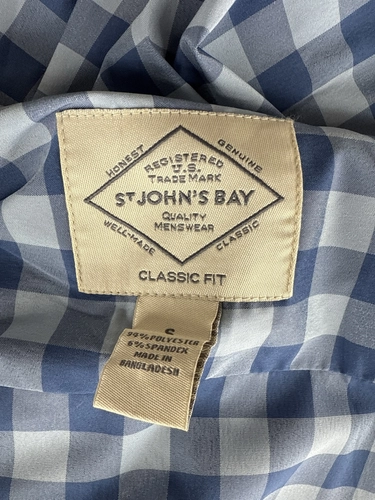 HONEST
GENUINE
REGISTERED
U.S.
TRADE MARK
ST JOHN'S BAY
QUALITY
MENSWEAR
WELL-MADE
CLASSIC
CLASSIC FIT
POLYESTER
6% SPANDEX
MADE IN
BANGLADESH